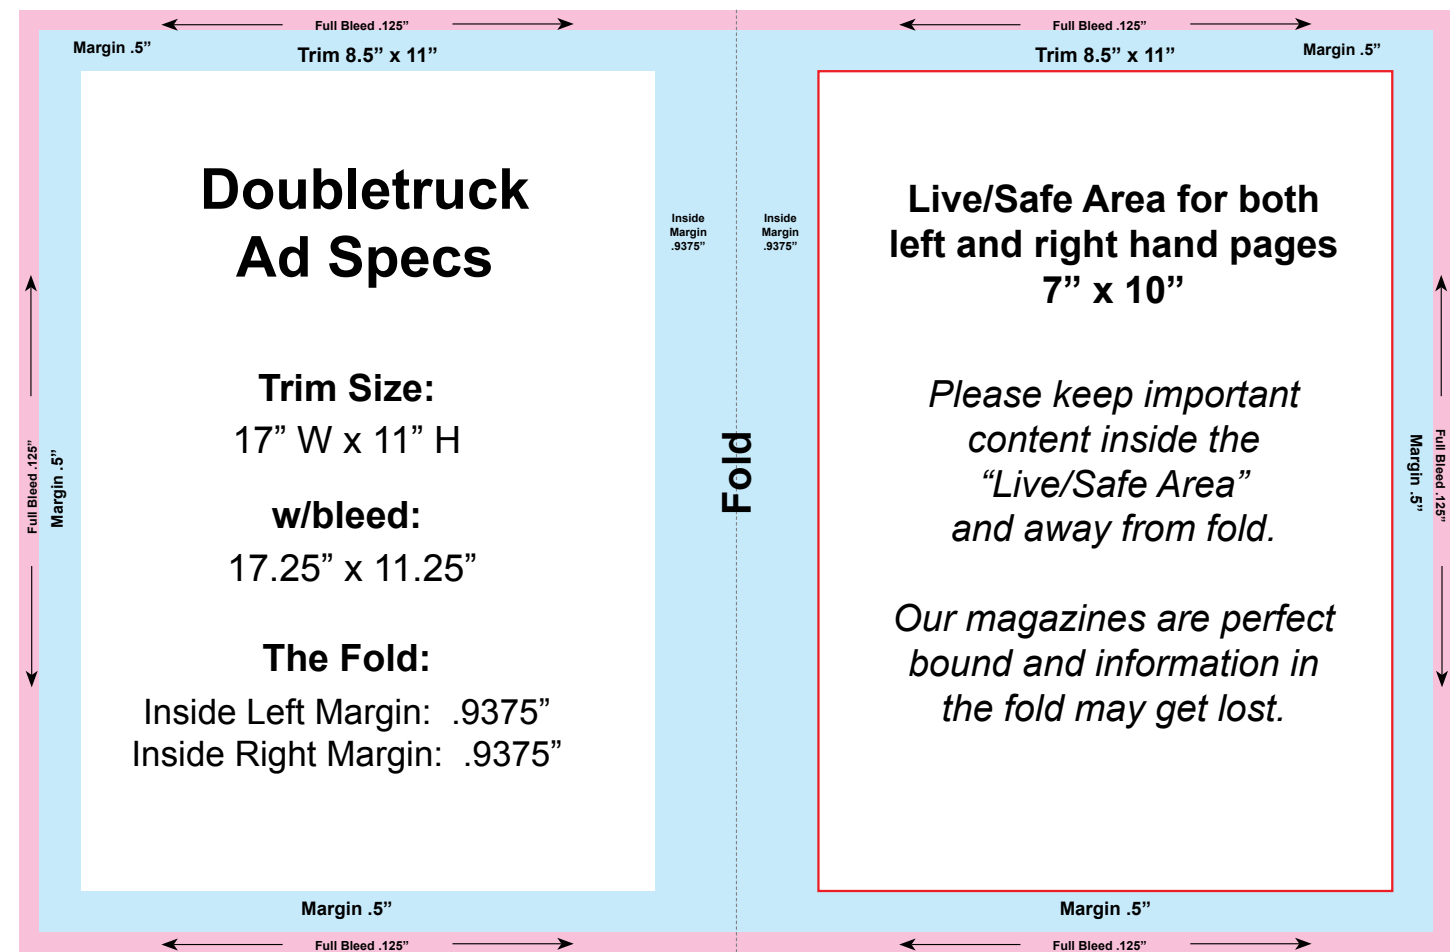 Full Bleed .125”
Full Bleed .125”
Margin .5”
Trim 8.5” x 11”
Trim 8.5” x 11”
Margin .5”
Doubletruck
Ad Specs
Trim Size:
17” W x 11” H
w/bleed:
17.25” x 11.25”
The Fold:
Inside Left Margin:  .9375”
Inside Right Margin:  .9375”
Full Bleed .125”
Margin .5”
Inside
Margin
.9375”
Inside
Margin
.9375”
Fold
Live/Safe Area for both
left and right hand pages
7” x 10”
Please keep important
content inside the
“Live/Safe Area”
and away from fold.
Our magazines are perfect
bound and information in
the fold may get lost.
Margin .5”
Full Bleed .125”
Margin .5”
Margin .5”
Full Bleed .125”
Full Bleed .125”